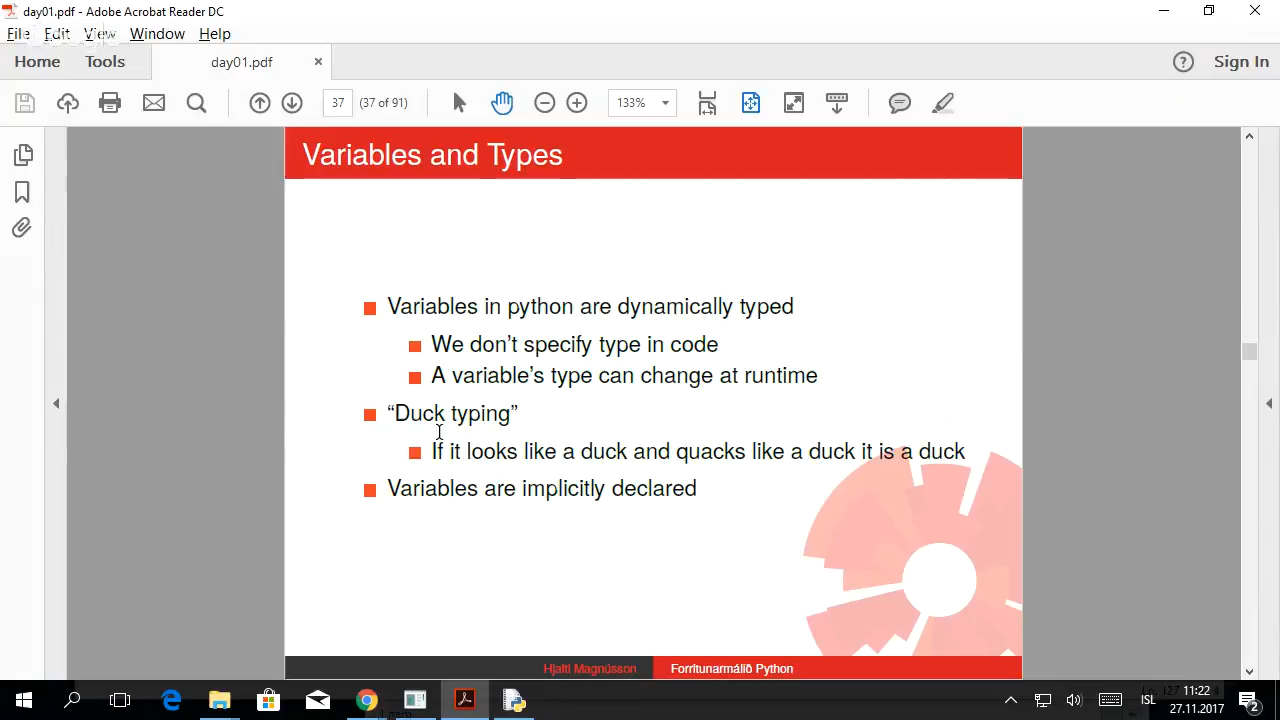 day01.pdf - Adobe Acrobat Reader DC
File Edit View Window Help
Home Tools day01.pdf × Sign In
37 (37 of 91) 133%
Variables and Types
Variables in python are dynamically typed
We don't specify type in code
A variable's type can change at runtime
“Duck typing”
If it looks like a duck and quacks like a duck it is a duck
Variables are implicitly declared
Hjalti Magnússon Forritunarmálið Python
ISL 11:22
27.11.2017
2